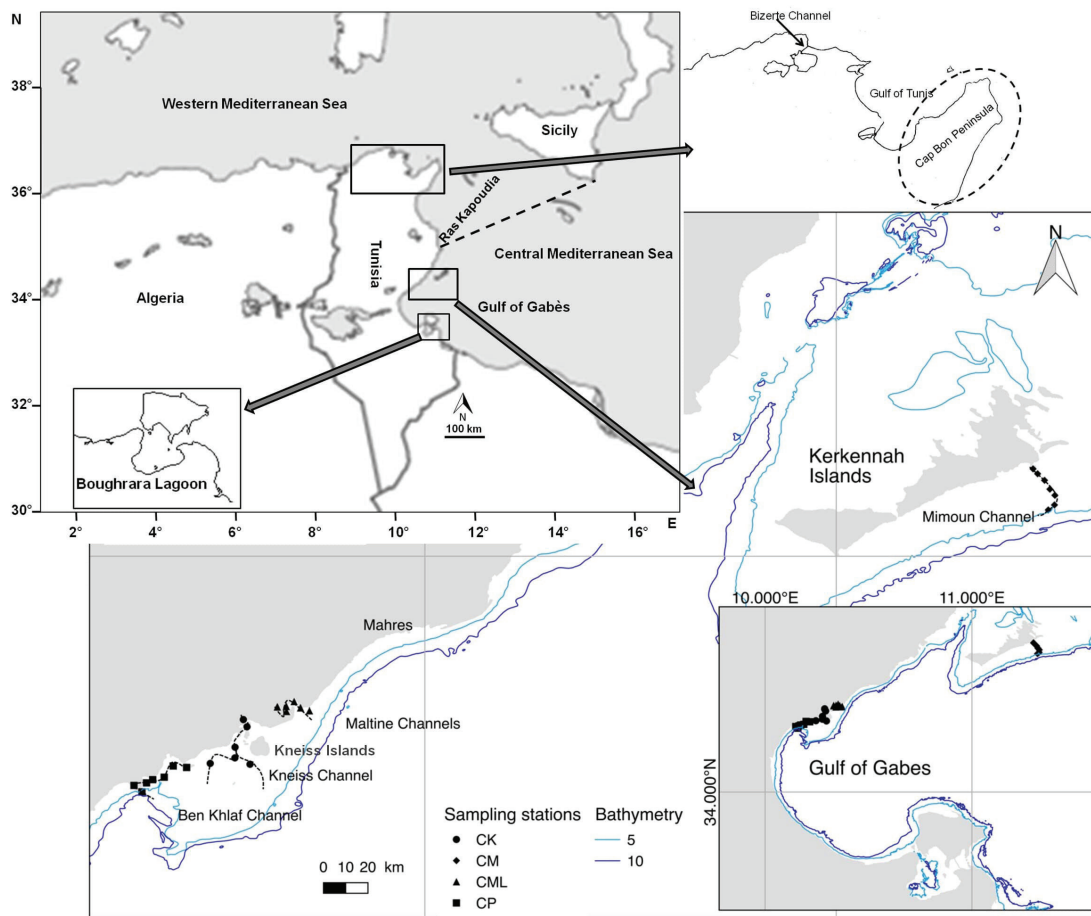 N
38°
36°
34°
32°
30°
2°
4°
6°
8°
10°
12°
14°
16°
E
Western Mediterranean Sea
Sicily
Ras Kapoudia
Central Mediterranean Sea
Tunisia
Algeria
Gulf of Gabès
N
100 km
Boughrara Lagoon
Bizerte Channel
Gulf of Tunis
Cap Bon Peninsula
N
Kerkennah
Islands
Mimoun Channel
Mahres
Maltine Channels
Kneiss Islands
Kneiss Channel
Ben Khlaf Channel
0 10 20 km
Sampling stations
CK
CM
CML
CP
Bathymetry
5
10
10.000°E
11.000°E
34.000°N
Gulf of Gabes